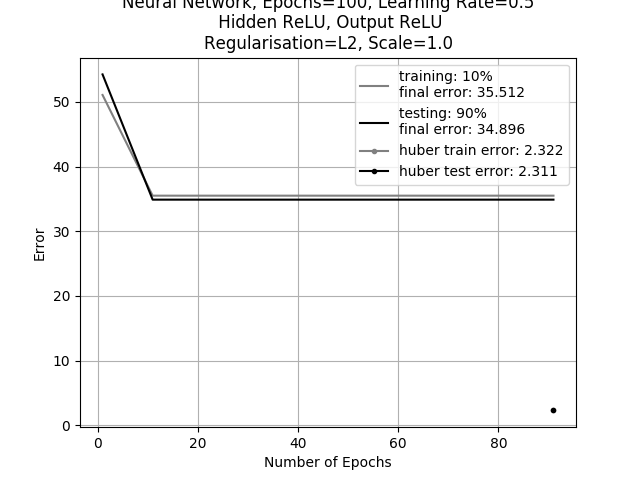 Neural Network, Epochs=100, Learning Rate=0.5
Hidden ReLU, Output ReLU
Regularisation=L2, Scale=1.0
training: 10%
final error: 35.512
testing: 90%
final error: 34.896
huber train error: 2.322
huber test error: 2.311
50
40
30
20
10
0
Error
0 20 40 60 80
Number of Epochs